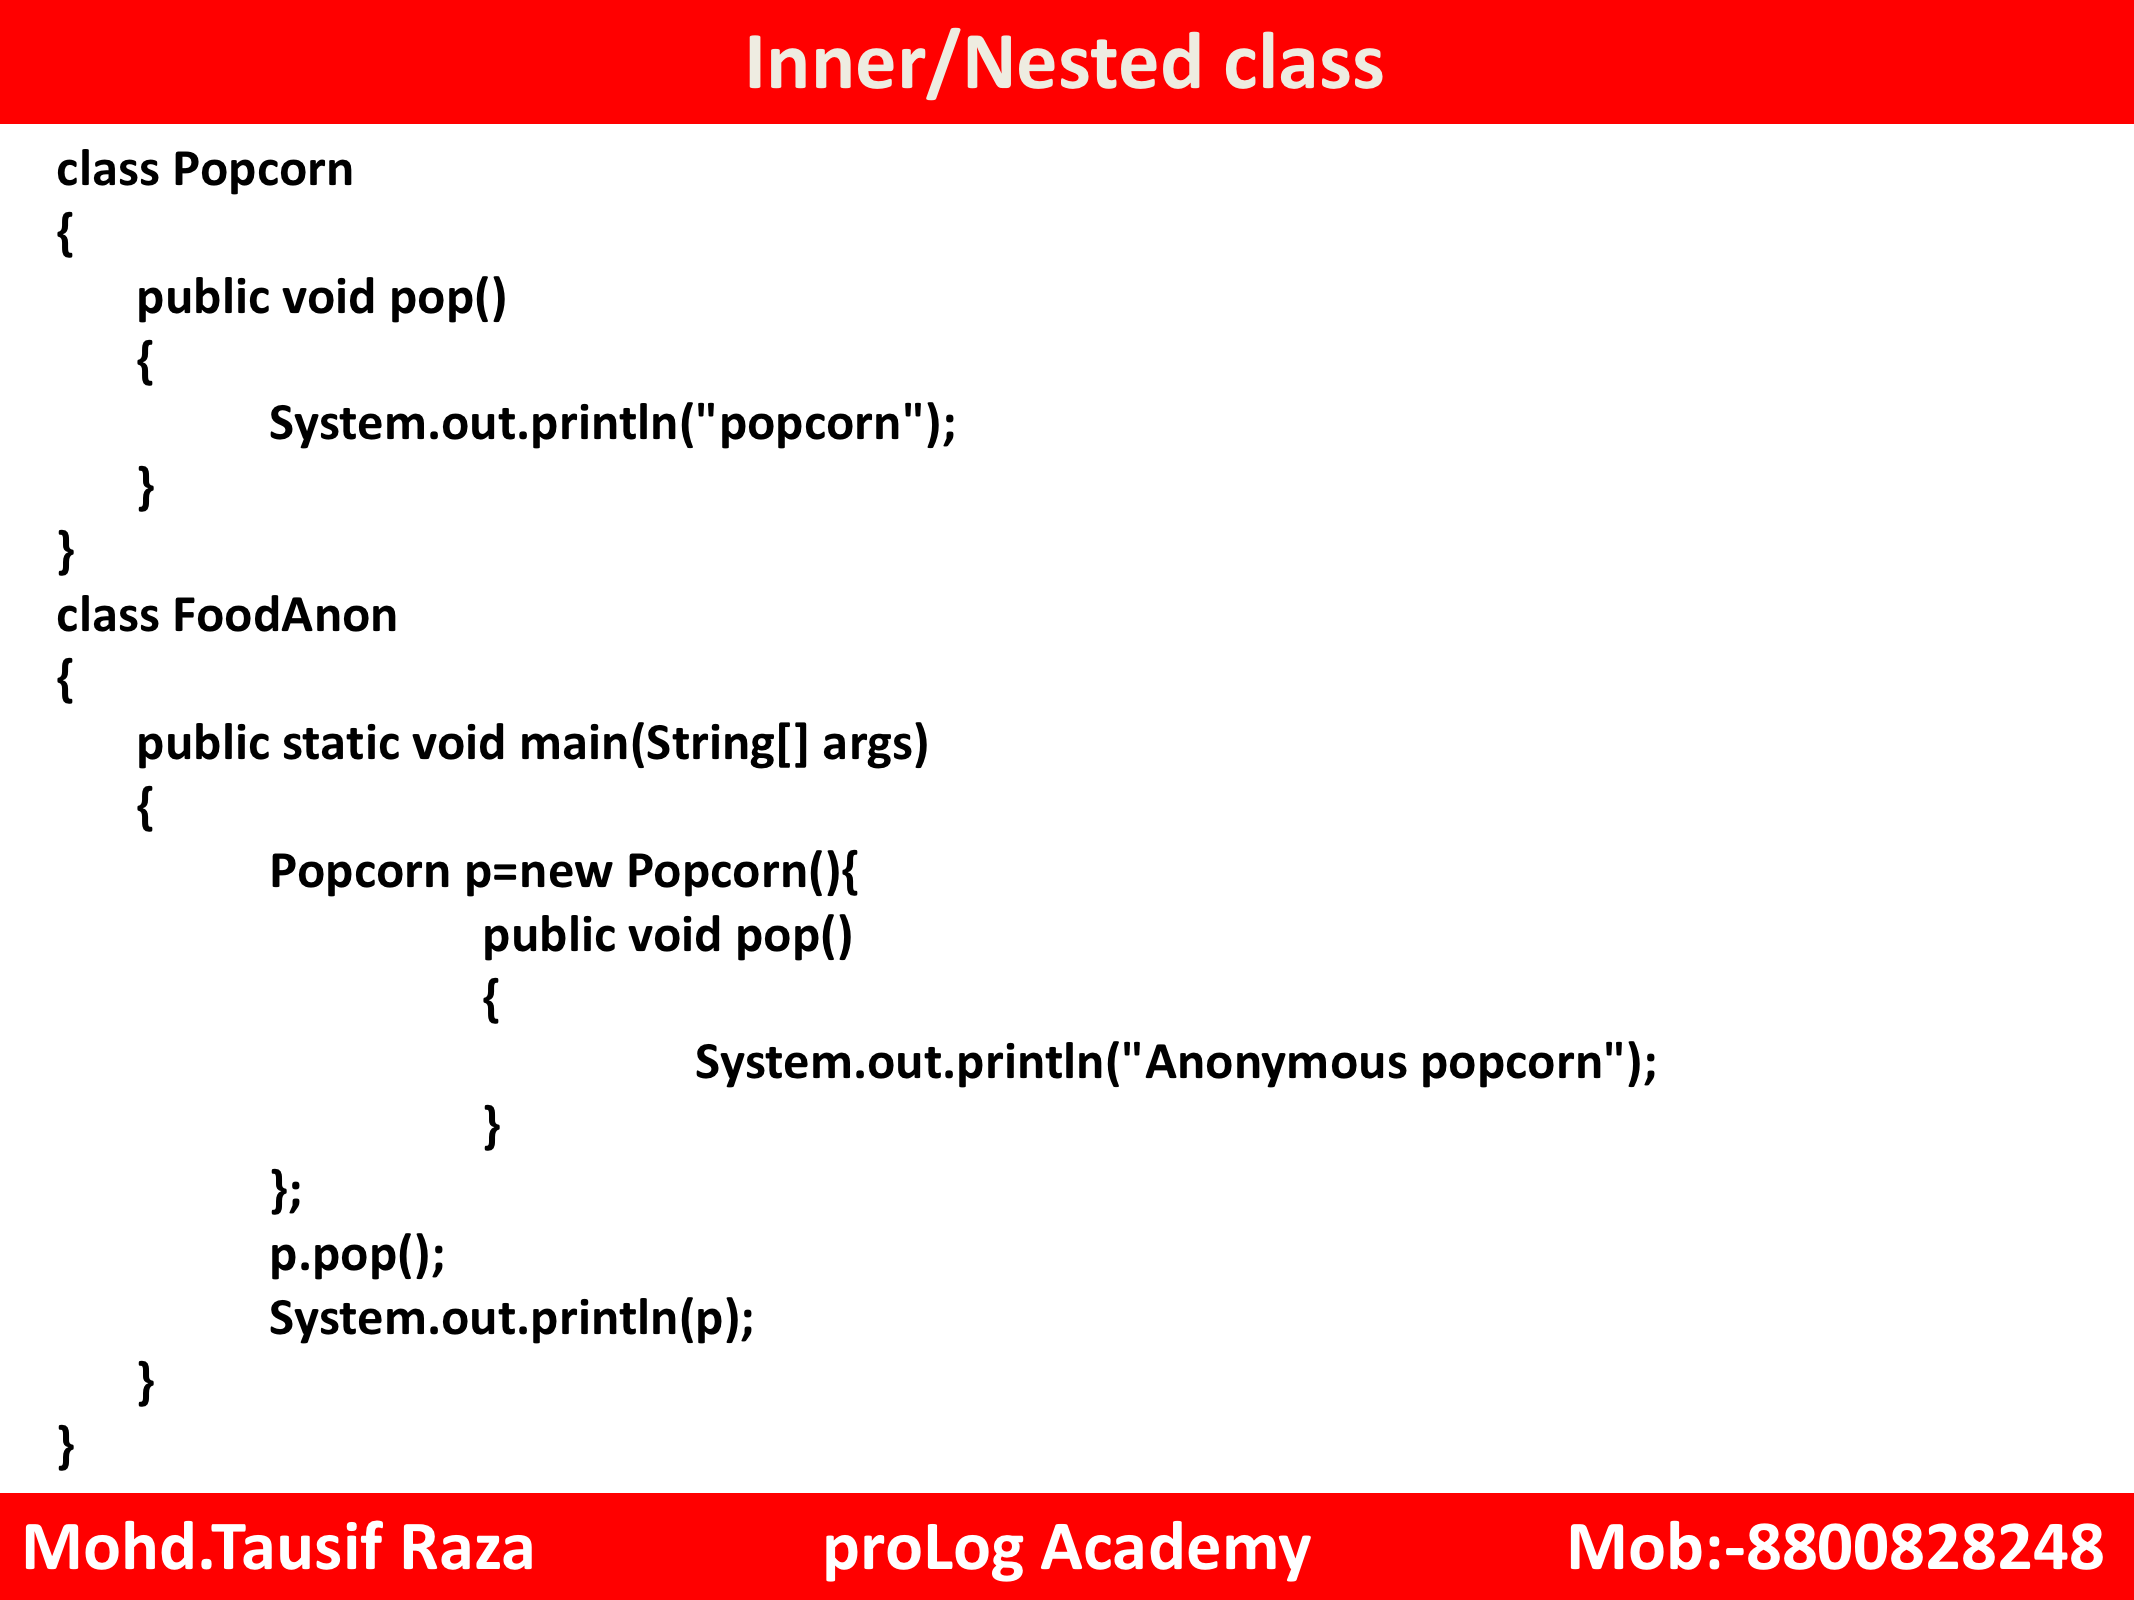 Inner/Nested class
class Popcorn
{
public void pop()
{
System.out.println("popcorn");
}
}
class FoodAnon
{
public static void main(String[] args)
{
Popcorn p=new Popcorn(){
public void pop()
{
System.out.println("Anonymous popcorn");
}
};
p.pop();
System.out.println(p);
}
}
Mohd.Tausif Raza proLog Academy Mob:-8800828248